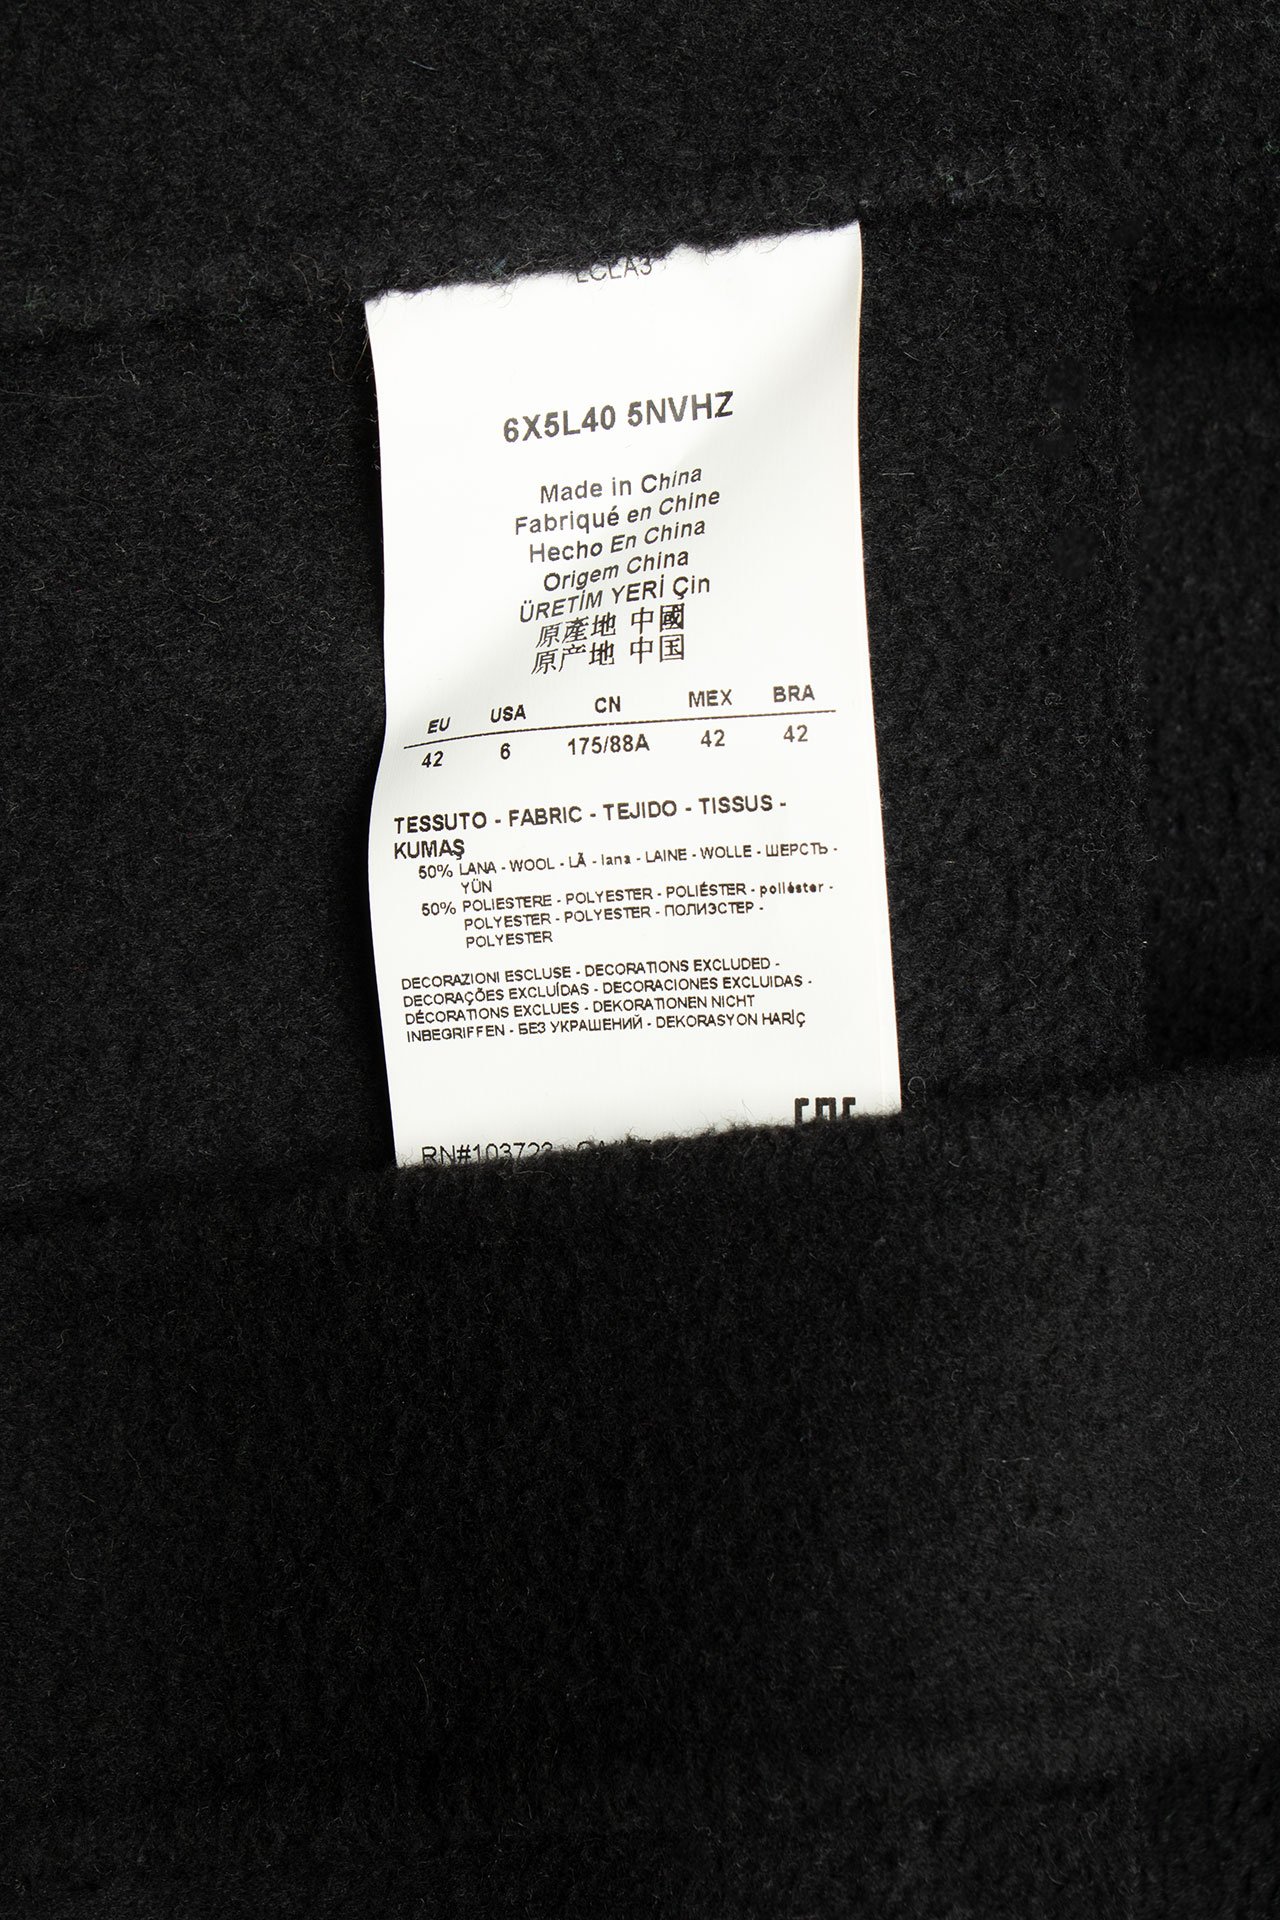 6X5L40 5NVHZ
Made in China
Fabriqué en Chine
Hecho En China
Origem China
ÜRETİM YERİ Çin
原產地 中國
原产地 中国
EU USA CN MEX BRA
42 6 175/88A 42 42
TESSUTO - FABRIC - TEJIDO - TISSUS -
KUMAŞ
50% LANA - WOOL - LÃ - lana - LAINE - WOLLE - ШЕРСТЬ -
YÜN
50% POLIESTERE - POLYESTER - POLIÉSTER - poliéster -
POLYESTER - POLYESTER - ПОЛИЭСТЕР -
POLYESTER
DECORAZIONI ESCLUSE - DECORATIONS EXCLUDED -
DECORAÇÕES EXCLUÍDAS - DECORACIONES EXCLUIDAS -
DÉCORATIONS EXCLUES - DEKORATIONEN NICHT
INBEGRIFFEN - БЕЗ УКРАШЕНИЙ - DEKORASYON HARİÇ
RN#103723